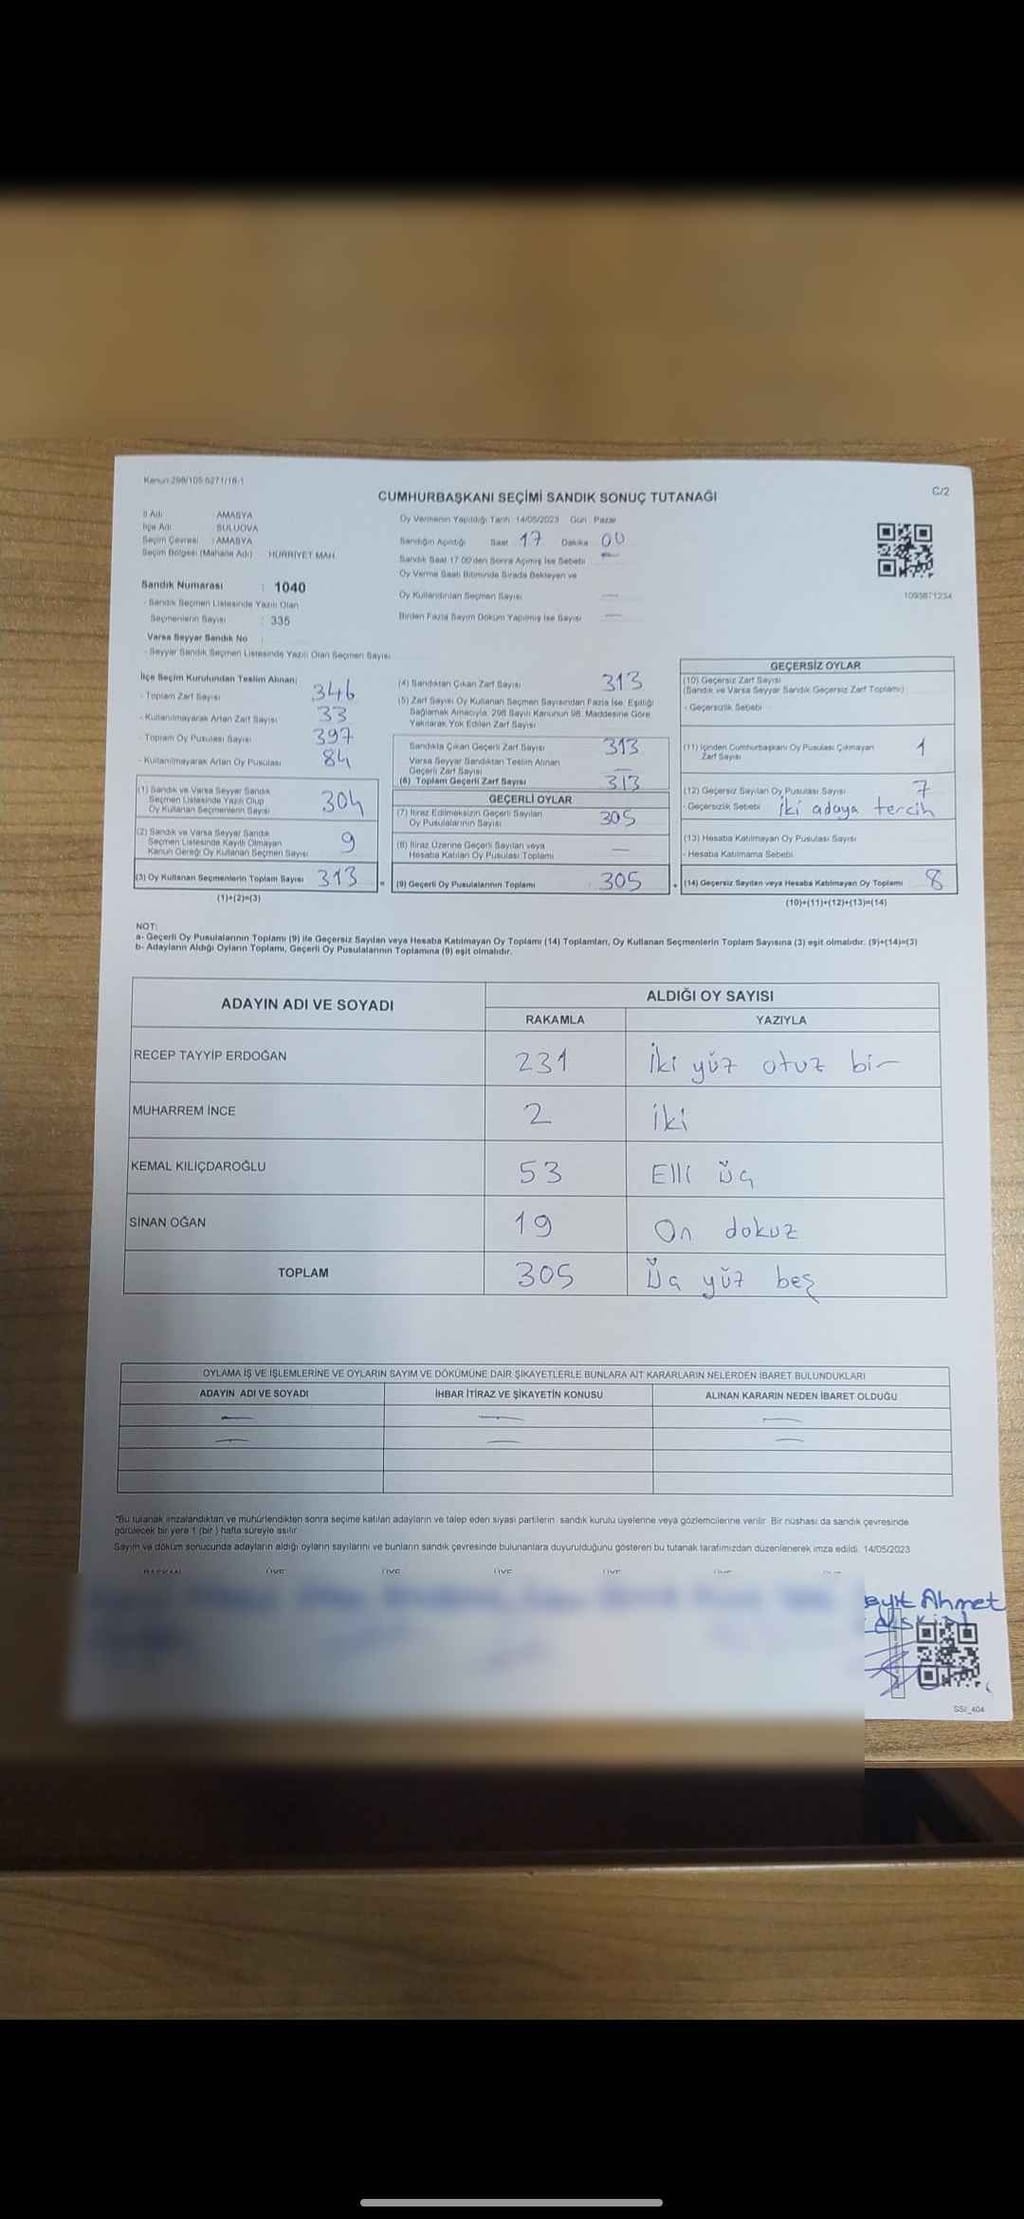 Kanun:298/105-6271/16-1
CUMHURBAŞKANI SEÇİMİ SANDIK SONUÇ TUTANAĞI
C/2
İl Adı : AMASYA
İlçe Adı : SULUOVA
Seçim Çevresi : AMASYA
Seçim Bölgesi (Mahalle Adı) : HÜRRİYET MAH.
Oy Vermenin Yapıldığı Tarih : 14/05/2023 Gün : Pazar
Sandığın Açıldığı Saat 17 Dakika 00
Sandık Saat 17.00'den Sonra Açılmış İse Sebebi —
Oy Verme Saati Bitiminde Sırada Bekleyen ve
Oy Kullandırılan Seçmen Sayısı —
Birden Fazla Sayım Döküm Yapılmış İse Sayısı —
1095871234
Sandık Numarası : 1040
- Sandık Seçmen Listesinde Yazılı Olan
Seçmenlerin Sayısı : 335
Varsa Seyyar Sandık No
- Seyyar Sandık Seçmen Listesinde Yazılı Olan Seçmen Sayısı
İlçe Seçim Kurulundan Teslim Alınan;
- Toplam Zarf Sayısı 346
- Kullanılmayarak Artan Zarf Sayısı 33
- Toplam Oy Pusulası Sayısı 397
- Kullanılmayarak Artan Oy Pusulası 84
(1) Sandık ve Varsa Seyyar Sandık
Seçmen Listesinde Yazılı Olup
Oy Kullanan Seçmenlerin Sayısı 304
(2) Sandık ve Varsa Seyyar Sandık
Seçmen Listesinde Kayıtlı Olmayan
Kanun Gereği Oy Kullanan Seçmen Sayısı 9
(3) Oy Kullanan Seçmenlerin Toplam Sayısı 313
(1)+(2)=(3)
(4) Sandıktan Çıkan Zarf Sayısı 313
(5) Zarf Sayısı Oy Kullanan Seçmen Sayısından Fazla İse, Eşitliği
Sağlamak Amacıyla, 298 Sayılı Kanunun 98. Maddesine Göre
Yakılarak Yok Edilen Zarf Sayısı
Sandıkta Çıkan Geçerli Zarf Sayısı 313
Varsa Seyyar Sandıktan Teslim Alınan
Geçerli Zarf Sayısı —
(6) Toplam Geçerli Zarf Sayısı 313
GEÇERLİ OYLAR
(7) İtiraz Edilmeksizin Geçerli Sayılan
Oy Pusulalarının Sayısı 305
(8) İtiraz Üzerine Geçerli Sayılan veya
Hesaba Katılan Oy Pusulası Toplamı —
= (9) Geçerli Oy Pusulalarının Toplamı 305
GEÇERSİZ OYLAR
(10) Geçersiz Zarf Sayısı
(Sandık ve Varsa Seyyar Sandık Geçersiz Zarf Toplamı)
- Geçersizlik Sebebi
(11) İçinden Cumhurbaşkanı Oy Pusulası Çıkmayan
Zarf Sayısı 1
(12) Geçersiz Sayılan Oy Pusulası Sayısı 7
- Geçersizlik Sebebi İki adaya tercih
(13) Hesaba Katılmayan Oy Pusulası Sayısı
- Hesaba Katılmama Sebebi
+ (14) Geçersiz Sayılan veya Hesaba Katılmayan Oy Toplamı 8
(10)+(11)+(12)+(13)=(14)
NOT:
a- Geçerli Oy Pusulalarının Toplamı (9) ile Geçersiz Sayılan veya Hesaba Katılmayan Oy Toplamı (14) Toplamları, Oy Kullanan Seçmenlerin Toplam Sayısına (3) eşit olmalıdır. (9)+(14)=(3)
b- Adayların Aldığı Oyların Toplamı, Geçerli Oy Pusulalarının Toplamına (9) eşit olmalıdır.
ADAYIN ADI VE SOYADI ALDIĞI OY SAYISI
RAKAMLA YAZIYLA
RECEP TAYYİP ERDOĞAN 231 İki yüz otuz bir
MUHARREM İNCE 2 iki
KEMAL KILIÇDAROĞLU 53 Elli üç
SİNAN OĞAN 19 On dokuz
TOPLAM 305 Üç yüz beş
OYLAMA İŞ VE İŞLEMLERİNE VE OYLARIN SAYIM VE DÖKÜMÜNE DAİR ŞİKAYETLERLE BUNLARA AİT KARARLARIN NELERDEN İBARET BULUNDUKLARI
ADAYIN ADI VE SOYADI İHBAR İTİRAZ VE ŞİKAYETİN KONUSU ALINAN KARARIN NEDEN İBARET OLDUĞU
— — —
— — —
*Bu tutanak imzalandıktan ve mühürlendikten sonra seçime katılan adayların ve talep eden siyasi partilerin sandık kurulu üyelerine veya gözlemcilerine verilir. Bir nüshası da sandık çevresinde
görülecek bir yere 1 (bir) hafta süreyle asılır.
Sayım ve döküm sonucunda adayların aldığı oyların sayılarını ve bunların sandık çevresinde bulunanlara duyurulduğunu gösteren bu tutanak tarafımızdan düzenlenerek imza edildi. 14/05/2023
BAŞKAN ÜYE ÜYE ÜYE ÜYE ÜYE
Ahmet
SSI_404